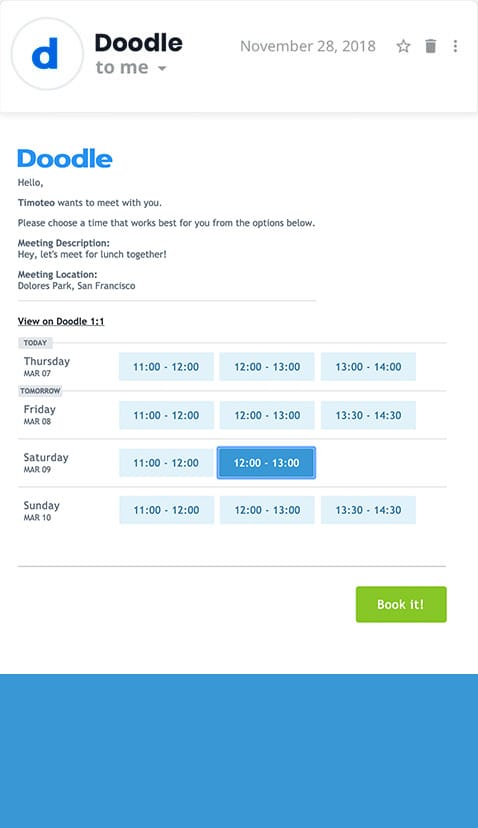 d
Doodle
November 28, 2018
to me
Doodle
Hello,
Timoteo wants to meet with you.
Please choose a time that works best for you from the options below.
Meeting Description:
Hey, let's meet for lunch together!
Meeting Location:
Dolores Park, San Francisco
View on Doodle 1:1
TODAY
Thursday
MAR 07
11:00 - 12:00
12:00 - 13:00
13:00 - 14:00
TOMORROW
Friday
MAR 08
11:00 - 12:00
12:00 - 13:00
13:30 - 14:30
Saturday
MAR 09
11:00 - 12:00
12:00 - 13:00
Sunday
MAR 10
11:00 - 12:00
12:00 - 13:00
13:30 - 14:30
Book it!